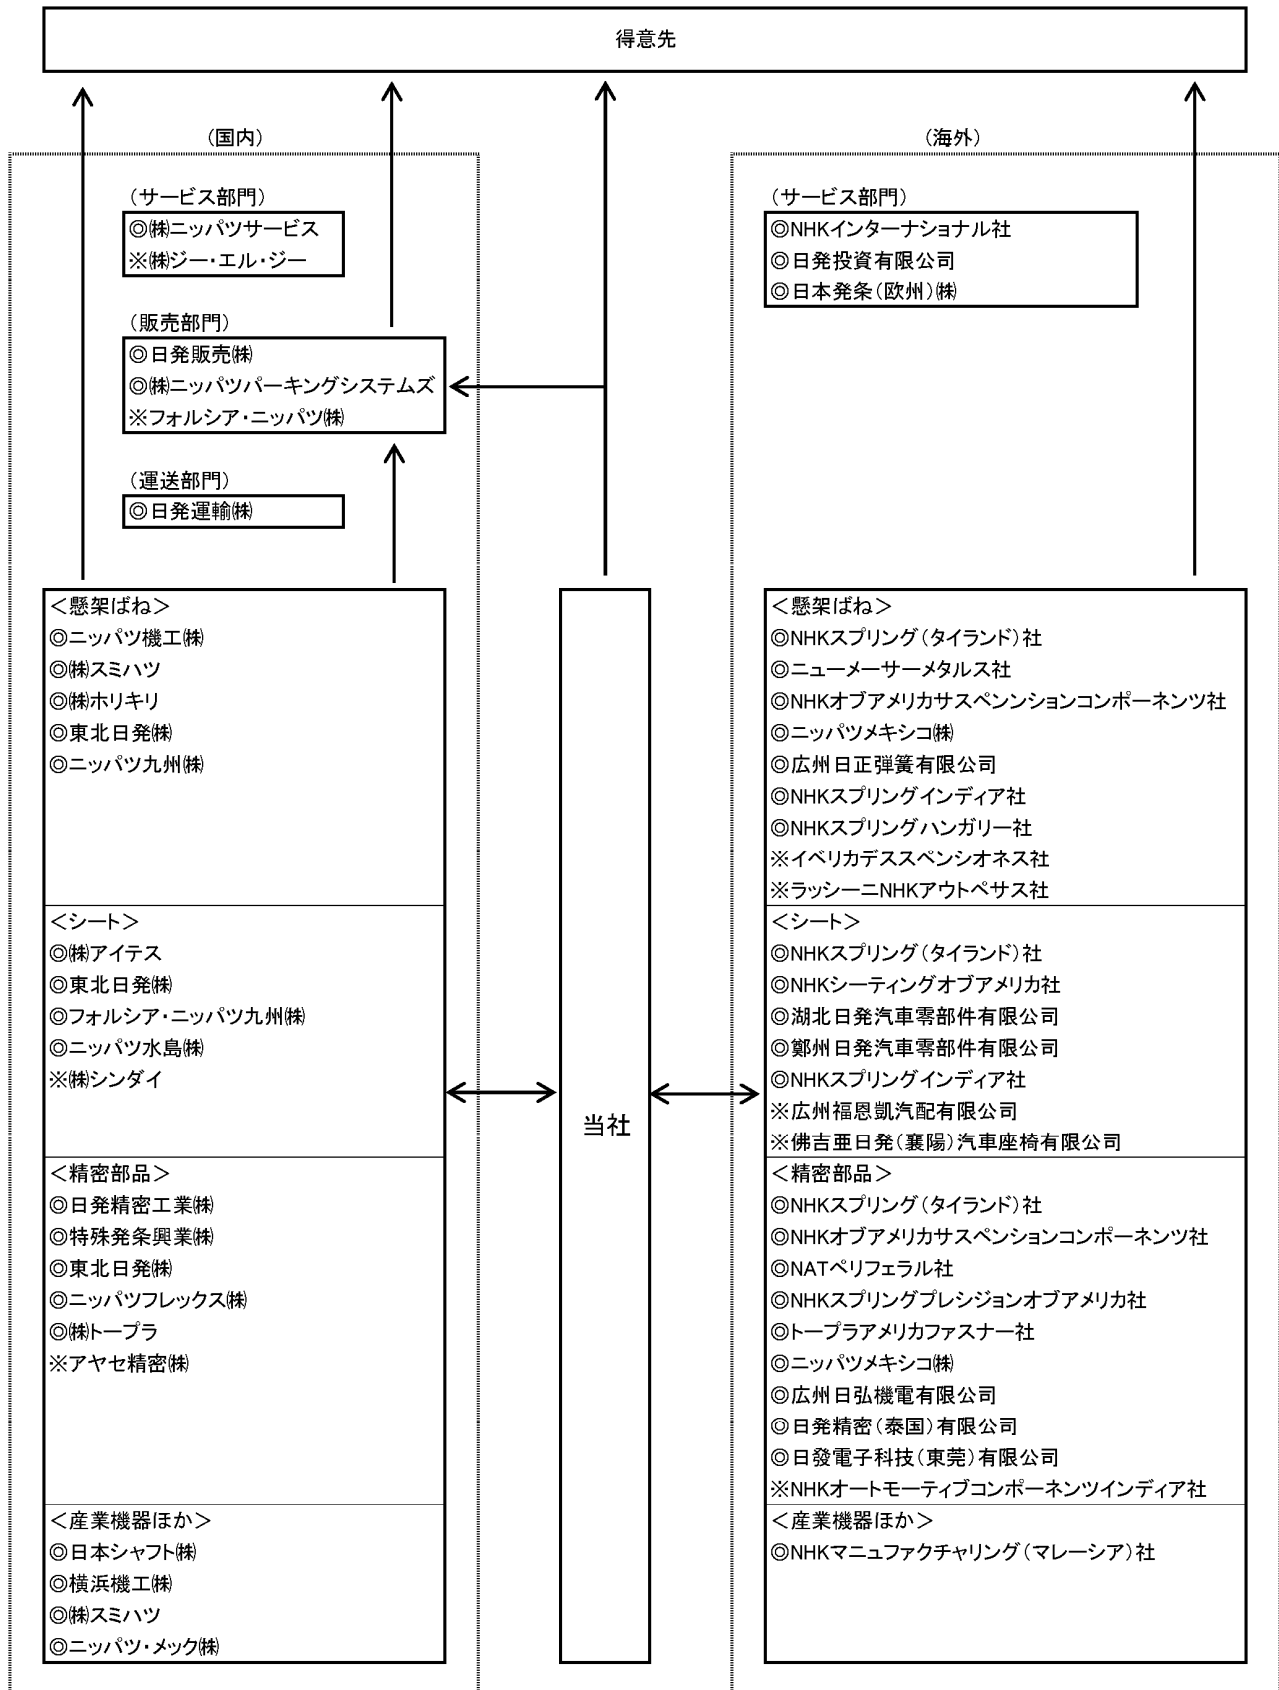 得意先
(国内)
(サービス部門)
◎㈱ニッパツサービス
※㈱ジー・エル・ジー
(販売部門)
◎日発販売㈱
◎㈱ニッパツパーキングシステムズ
※フォルシア・ニッパツ㈱
(運送部門)
◎日発運輸㈱
<懸架ばね>
◎ニッパツ機工㈱
◎㈱スミハツ
◎㈱ホリキリ
◎東北日発㈱
◎ニッパツ九州㈱
<シート>
◎㈱アイテス
◎東北日発㈱
◎フォルシア・ニッパツ九州㈱
◎ニッパツ水島㈱
※㈱シンダイ
<精密部品>
◎日発精密工業㈱
◎特殊発条興業㈱
◎東北日発㈱
◎ニッパツフレックス㈱
◎㈱トープラ
※アヤセ精密㈱
<産業機器ほか>
◎日本シャフト㈱
◎横浜機工㈱
◎㈱スミハツ
◎ニッパツ・メック㈱
当社
(海外)
(サービス部門)
◎NHKインターナショナル社
◎日発投資有限公司
◎日本発条(欧州)㈱
<懸架ばね>
◎NHKスプリング(タイランド)社
◎ニューメーサーメタルス社
◎NHKオブアメリカサスペンンションコンポーネンツ社
◎ニッパツメキシコ㈱
◎広州日正弾簧有限公司
◎NHKスプリングインディア社
◎NHKスプリングハンガリー社
※イベリカデススペンシオネス社
※ラッシーニNHKアウトペサス社
<シート>
◎NHKスプリング(タイランド)社
◎NHKシーティングオブアメリカ社
◎湖北日発汽車零部件有限公司
◎鄭州日発汽車零部件有限公司
◎NHKスプリングインディア社
※広州福恩凱汽配有限公司
※佛吉亜日発(襄陽)汽車座椅有限公司
<精密部品>
◎NHKスプリング(タイランド)社
◎NHKオブアメリカサスペンションコンポーネンツ社
◎NATペリフェラル社
◎NHKスプリングプレシジョンオブアメリカ社
◎トープラアメリカファスナー社
◎ニッパツメキシコ㈱
◎広州日弘機電有限公司
◎日発精密(泰国)有限公司
◎日發電子科技(東莞)有限公司
※NHKオートモーティブコンポーネンツインディア社
<産業機器ほか>
◎NHKマニュファクチャリング(マレーシア)社